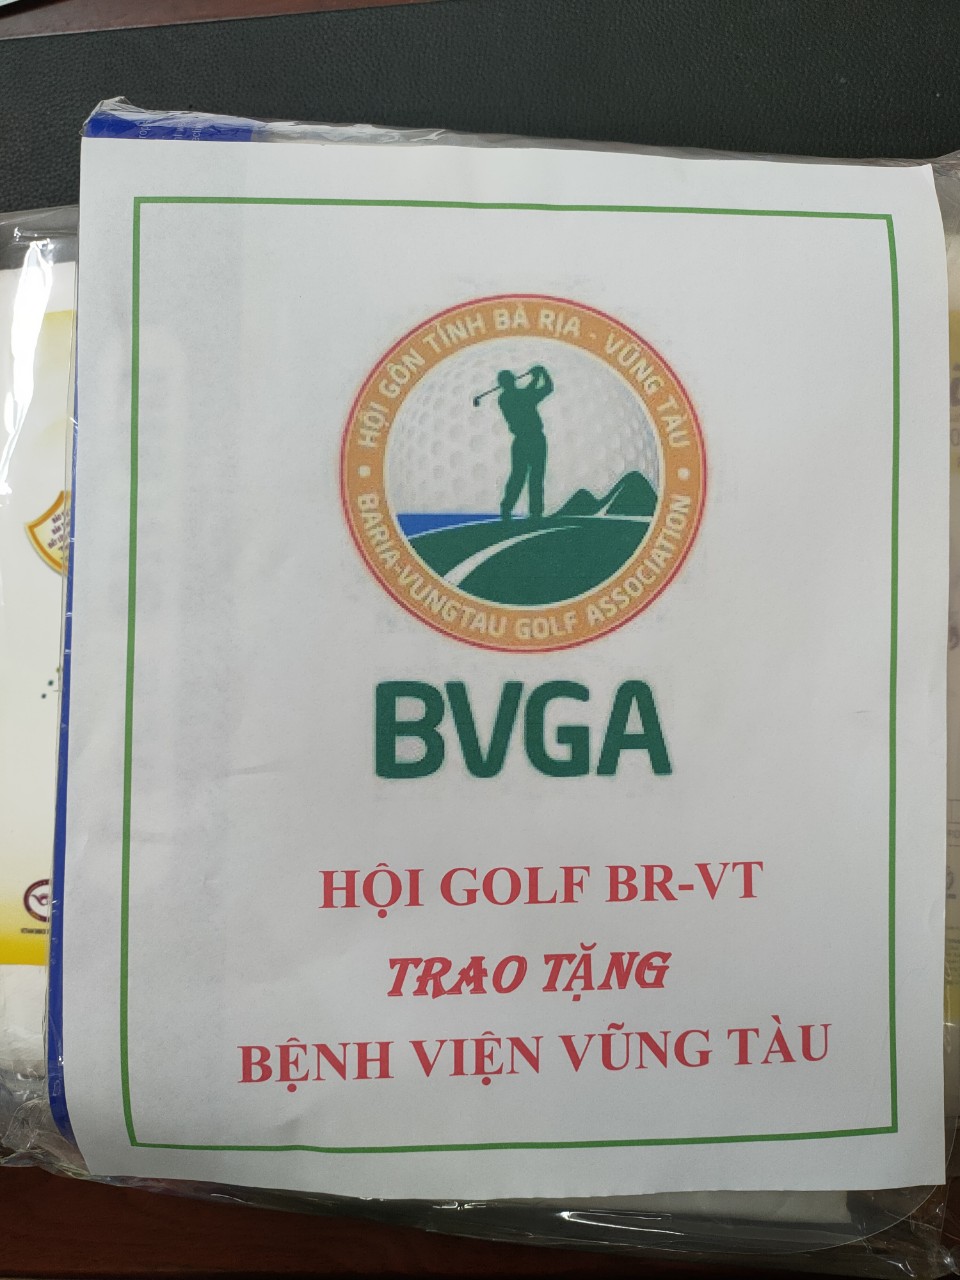 HỘI GÔN TỈNH BÀ RỊA - VŨNG TÀU
BARIA-VUNGTAU GOLF ASSOCIATION
BVGA
HỘI GOLF BR-VT
TRAO TẶNG
BỆNH VIỆN VŨNG TÀU